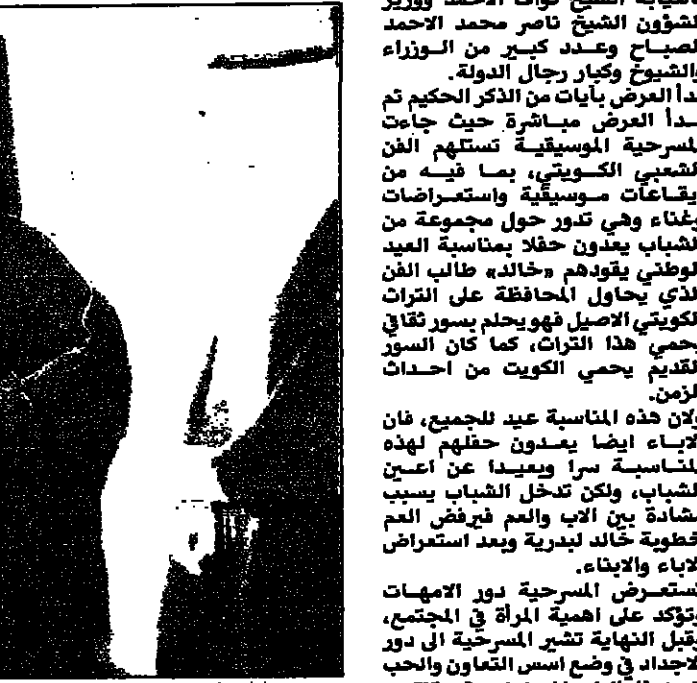 الشيخ نواف الاحمد ووزير
الشؤون الشيخ ناصر محمد الاحمد
الصباح وعدد كبير من الوزراء
والشيوخ وكبار رجال الدولة.
بدأ العرض بآيات من الذكر الحكيم ثم
بدأ العرض مباشرة حيث جاءت
المسرحية الموسيقية تستلهم الفن
الشعبي الكويتي، بما فيه من
ايقاعات موسيقية واستعراضات
وغناء وهي تدور حول مجموعة من
الشباب يعدون حفلا بمناسبة العيد
الوطني يقودهم «خالد» طالب الفن
الذي يحاول المحافظة على التراث
الكويتي الاصيل فهو يحلم بسور ثقافي
يحمي هذا التراث، كما كان السور
القديم يحمي الكويت من احداث
الزمن.
ولان هذه المناسبة عيد للجميع، فان
الاباء ايضا يعدون حفلهم لهذه
المناسبة سرا وبعيدا عن اعين
الشباب، ولكن تدخل الشباب يسبب
مشادة بين الاب والعم فيرفض العم
خطوبة خالد لبدرية وبعد استعراض
الاباء والابناء.
تستعرض المسرحية دور الامهات
وتؤكد على اهمية المرأة في المجتمع،
وقبل النهاية تشير المسرحية الى دور
الاجداد في وضع اسس التعاون والحب